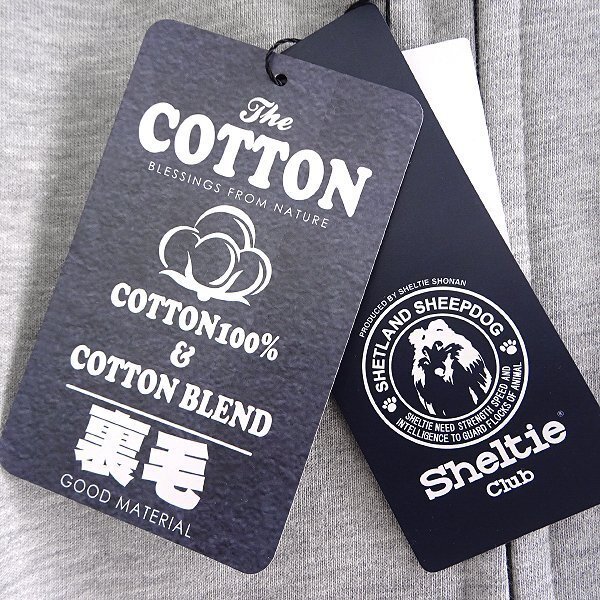 The
COTTON
BLESSINGS FROM NATURE
COTTON100%
&
COTTON BLEND
裏毛
GOOD MATERIAL
PRODUCED BY SHELTIE SHONAN
SHETLAND SHEEPDOG
SHELTIE NEED STRENGTH SPEED AND
INTELLIGENCE TO GUARD FLOCKS OF ANIMAL
Sheltie®
Club